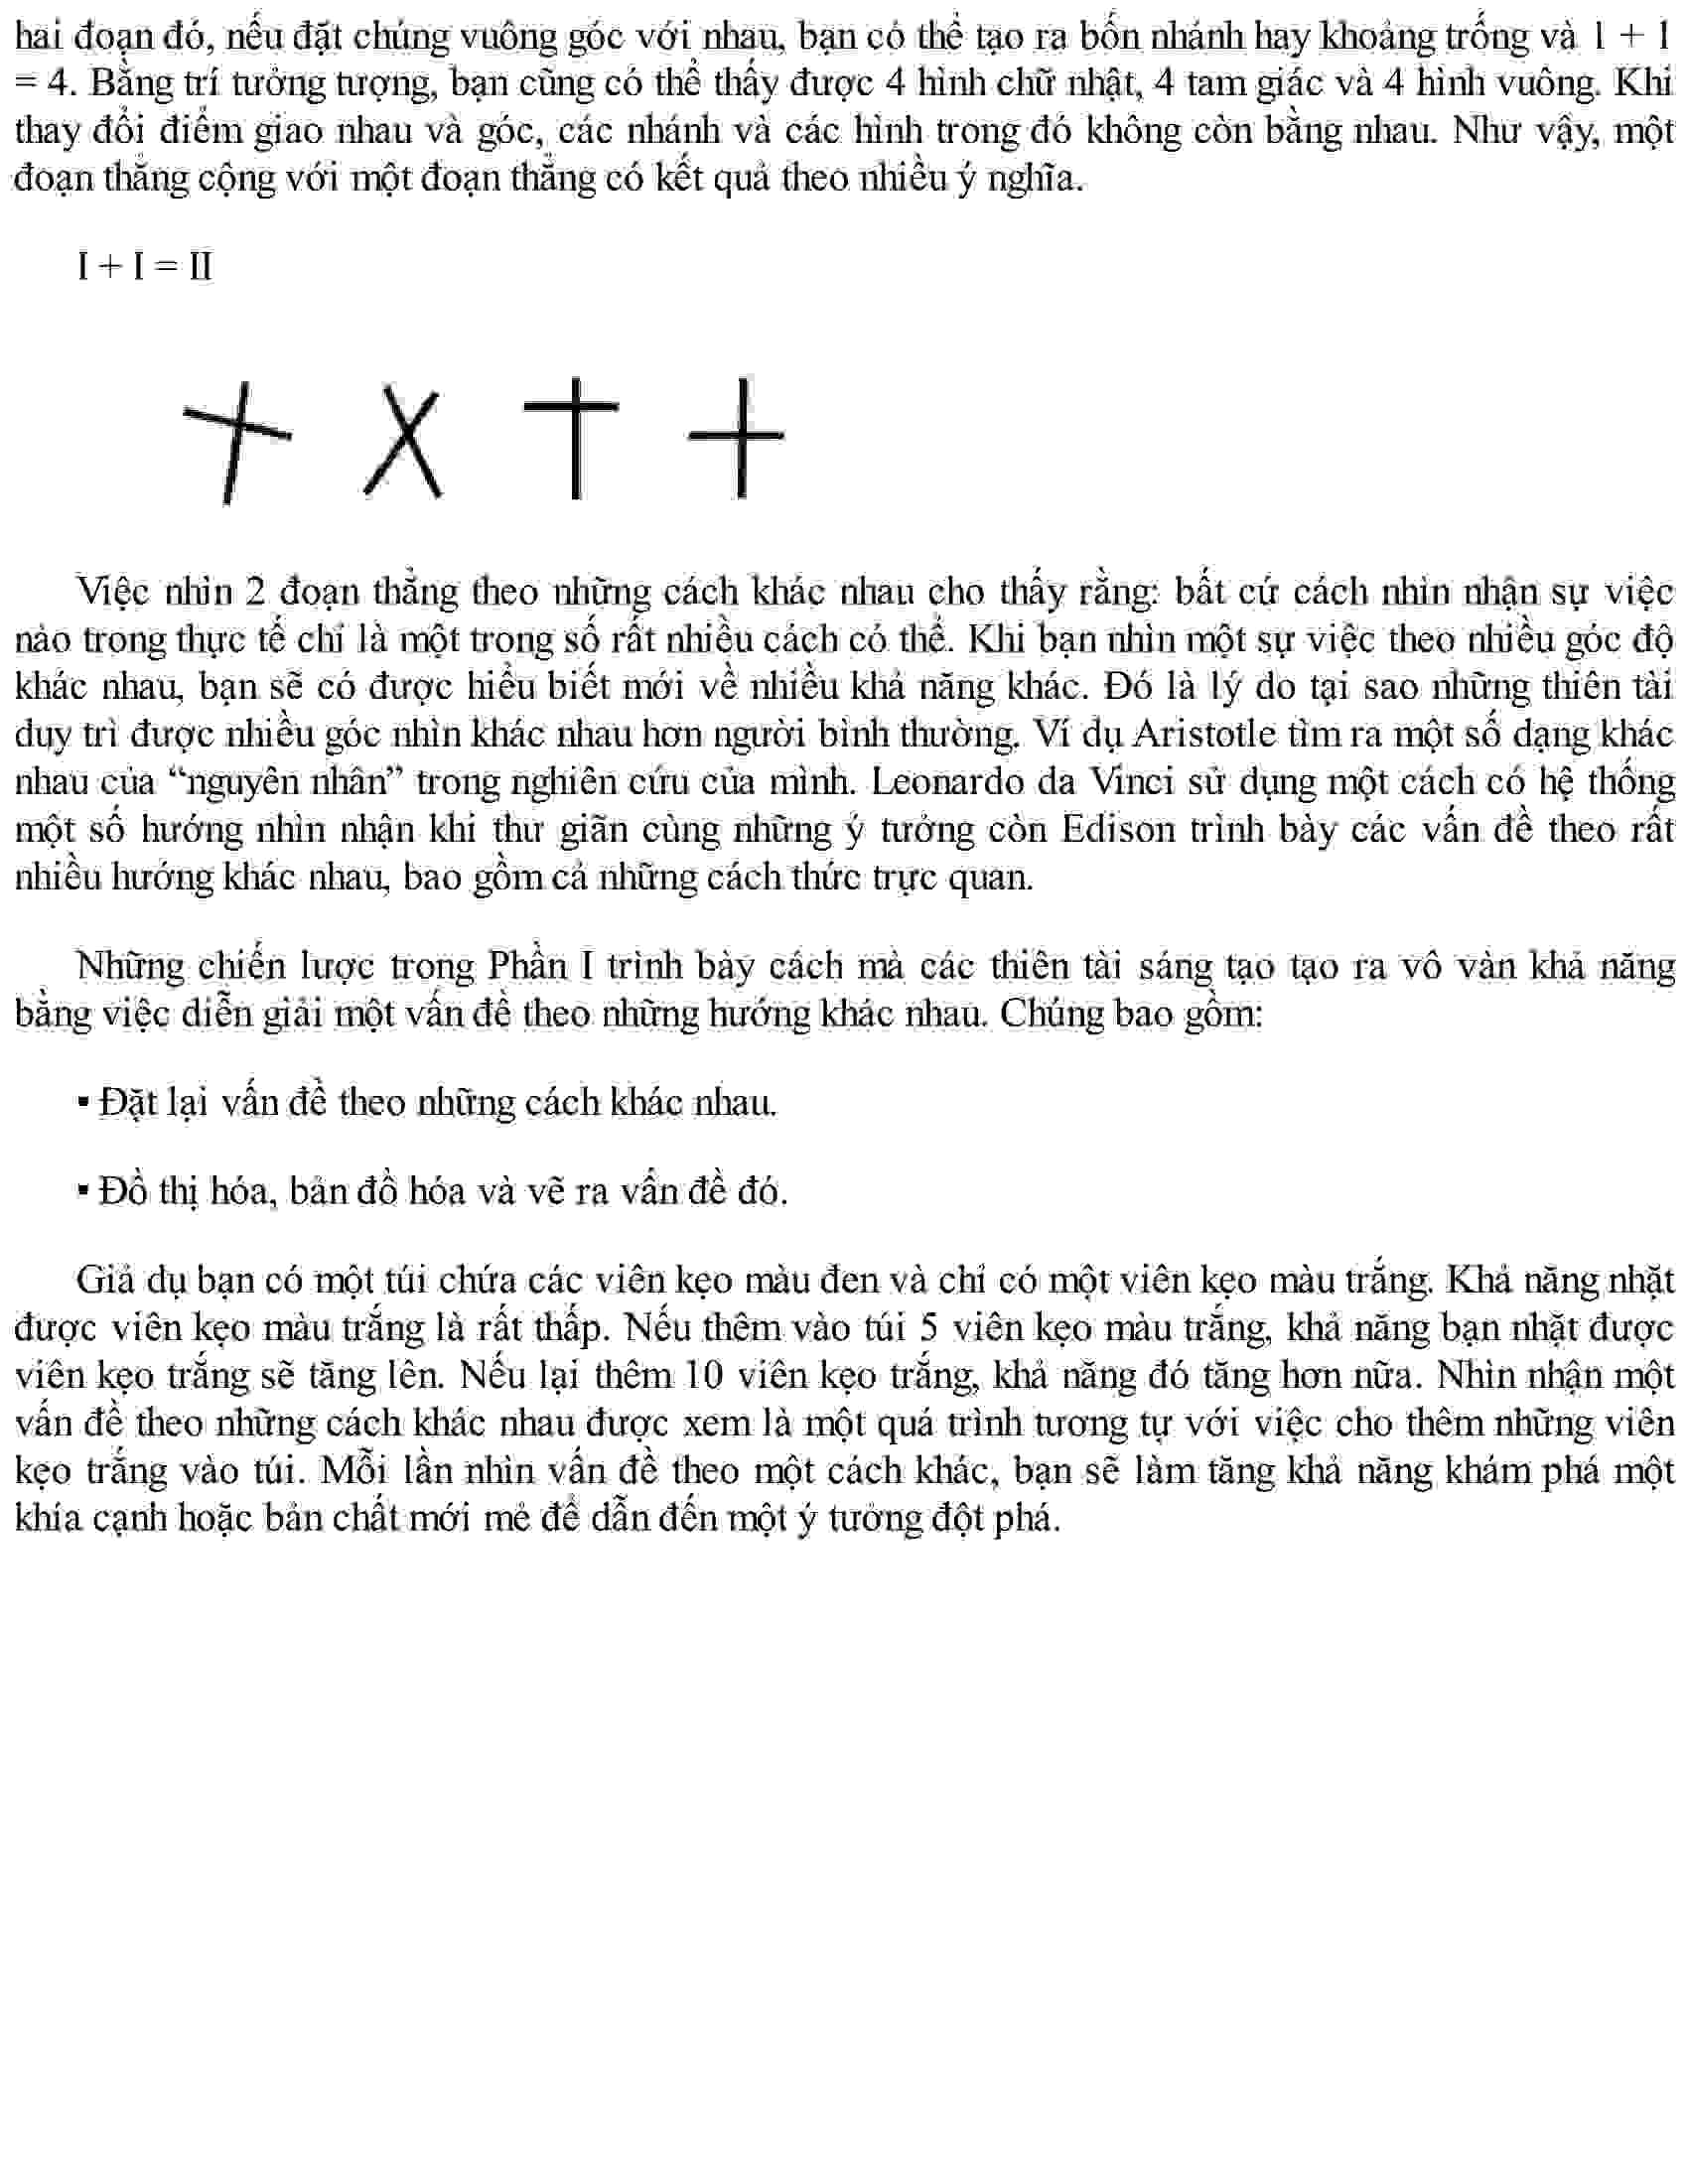 hai đoạn đó, nếu đặt chúng vuông góc với nhau, bạn có thể tạo ra bốn nhánh hay khoảng trống và 1 + 1
= 4. Bằng trí tưởng tượng, bạn cũng có thể thấy được 4 hình chữ nhật, 4 tam giác và 4 hình vuông. Khi
thay đổi điểm giao nhau và góc, các nhánh và các hình trong đó không còn bằng nhau. Như vậy, một
đoạn thẳng cộng với một đoạn thẳng có kết quả theo nhiều ý nghĩa.
I + I = II
Việc nhìn 2 đoạn thẳng theo những cách khác nhau cho thấy rằng: bất cứ cách nhìn nhận sự việc
nào trong thực tế chỉ là một trong số rất nhiều cách có thể. Khi bạn nhìn một sự việc theo nhiều góc độ
khác nhau, bạn sẽ có được hiểu biết mới về nhiều khả năng khác. Đó là lý do tại sao những thiên tài
duy trì được nhiều góc nhìn khác nhau hơn người bình thường. Ví dụ Aristotle tìm ra một số dạng khác
nhau của “nguyên nhân” trong nghiên cứu của mình. Leonardo da Vinci sử dụng một cách có hệ thống
một số hướng nhìn nhận khi thư giãn cùng những ý tưởng còn Edison trình bày các vấn đề theo rất
nhiều hướng khác nhau, bao gồm cả những cách thức trực quan.
Những chiến lược trong Phần I trình bày cách mà các thiên tài sáng tạo tạo ra vô vàn khả năng
bằng việc diễn giải một vấn đề theo những hướng khác nhau. Chúng bao gồm:
▪ Đặt lại vấn đề theo những cách khác nhau.
▪ Đồ thị hóa, bản đồ hóa và vẽ ra vấn đề đó.
Giả dụ bạn có một túi chứa các viên kẹo màu đen và chỉ có một viên kẹo màu trắng. Khả năng nhặt
được viên kẹo màu trắng là rất thấp. Nếu thêm vào túi 5 viên kẹo màu trắng, khả năng bạn nhặt được
viên kẹo trắng sẽ tăng lên. Nếu lại thêm 10 viên kẹo trắng, khả năng đó tăng hơn nữa. Nhìn nhận một
vấn đề theo những cách khác nhau được xem là một quá trình tương tự với việc cho thêm những viên
kẹo trắng vào túi. Mỗi lần nhìn vấn đề theo một cách khác, bạn sẽ làm tăng khả năng khám phá một
khía cạnh hoặc bản chất mới mẻ để dẫn đến một ý tưởng đột phá.